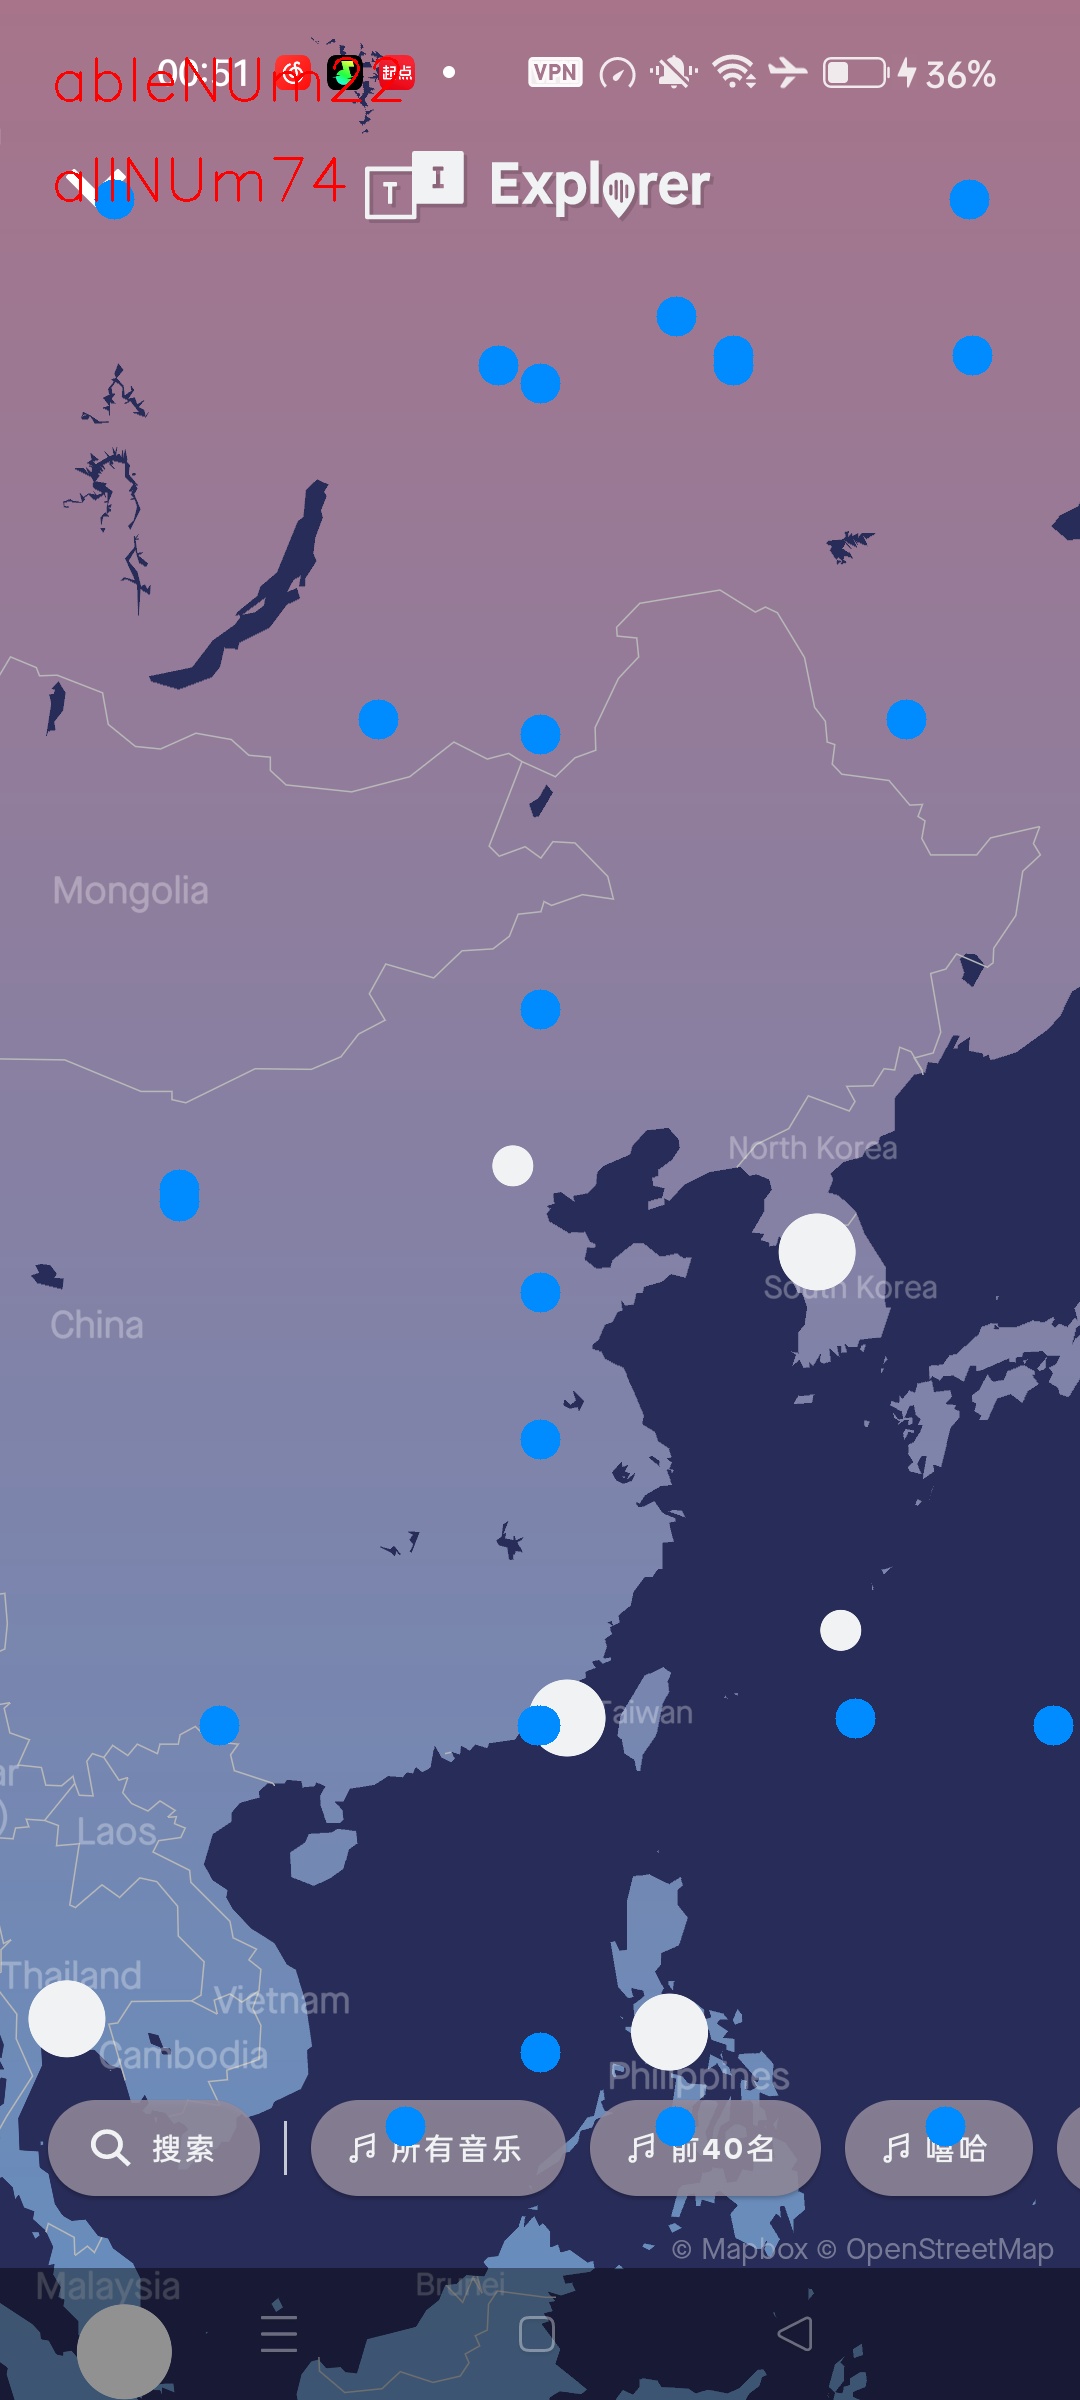 00:51 起点 VPN 36%
ableNUm22
allNUm74
T I Explorer
Mongolia
North Korea
South Korea
China
Taiwan
ar
)
Laos
Thailand
Vietnam
Cambodia
Philippines
搜索 所有音乐 前40名 嘻哈
© Mapbox © OpenStreetMap
Malaysia
Brunei